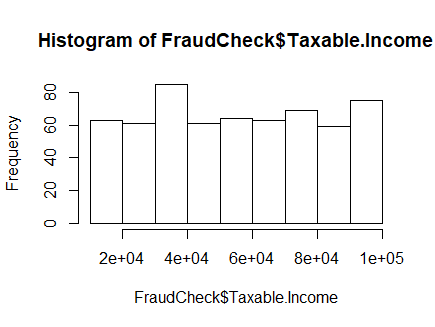 Histogram of FraudCheck$Taxable.Income
Frequency
80
60
40
20
0
2e+04 4e+04 6e+04 8e+04 1e+05
FraudCheck$Taxable.Income